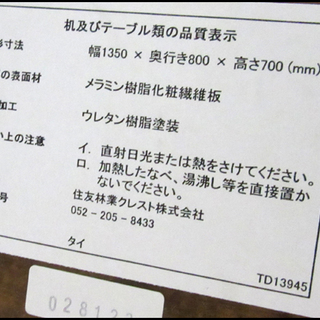 机及びテーブル類の品質表示
形寸法 幅1350 × 奥行き800 × 高さ700(mm)
の表面材 メラミン樹脂化粧繊維板
加工 ウレタン樹脂塗装
い上の注意 イ．直射日光または熱をさけてください。
ロ．加熱したなべ、湯沸し等を直接置か
ないでください。
住友林業クレスト株式会社
号 052-205-8433
タイ
TD13945